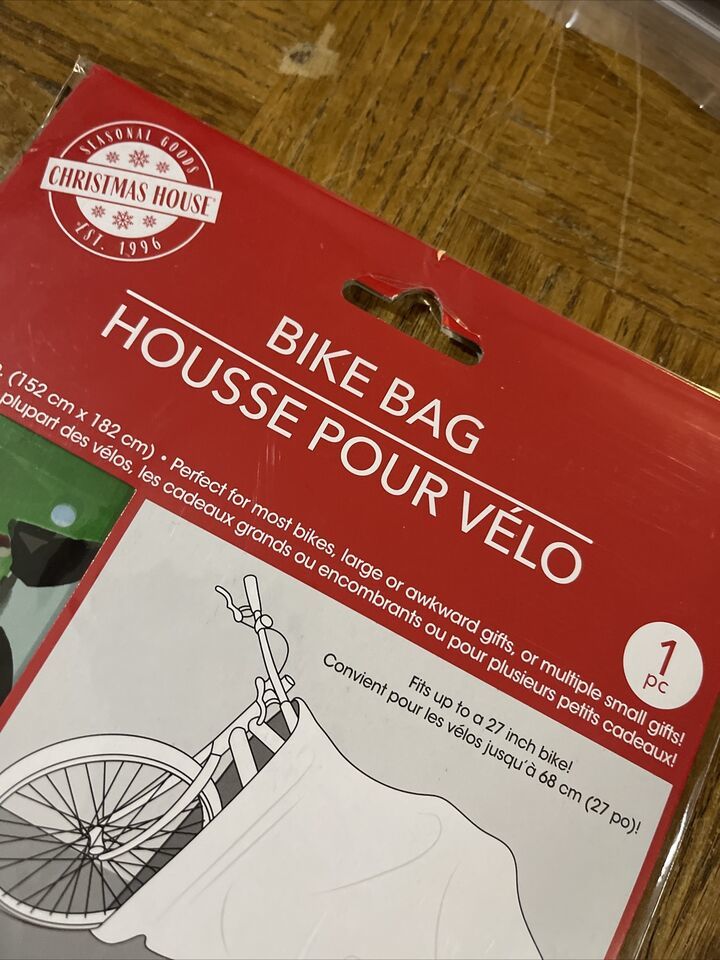 SEASONAL GOODS
CHRISTMAS HOUSE
EST. 1996
BIKE BAG
HOUSSE POUR VÉLO
(152 cm x 182 cm) • Perfect for most bikes, large or awkward gifts, or multiple small gifts!
plupart des vélos, les cadeaux grands ou encombrants ou pour plusieurs petits cadeaux!
1
pc
Fits up to a 27 inch bike!
Convient pour les vélos jusqu'à 68 cm (27 po)!